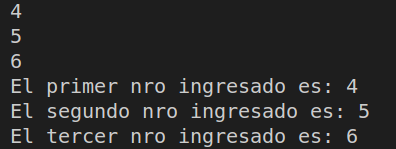 4
5
6
El primer nro ingresado es: 4
El segundo nro ingresado es: 5
El tercer nro ingresado es: 6